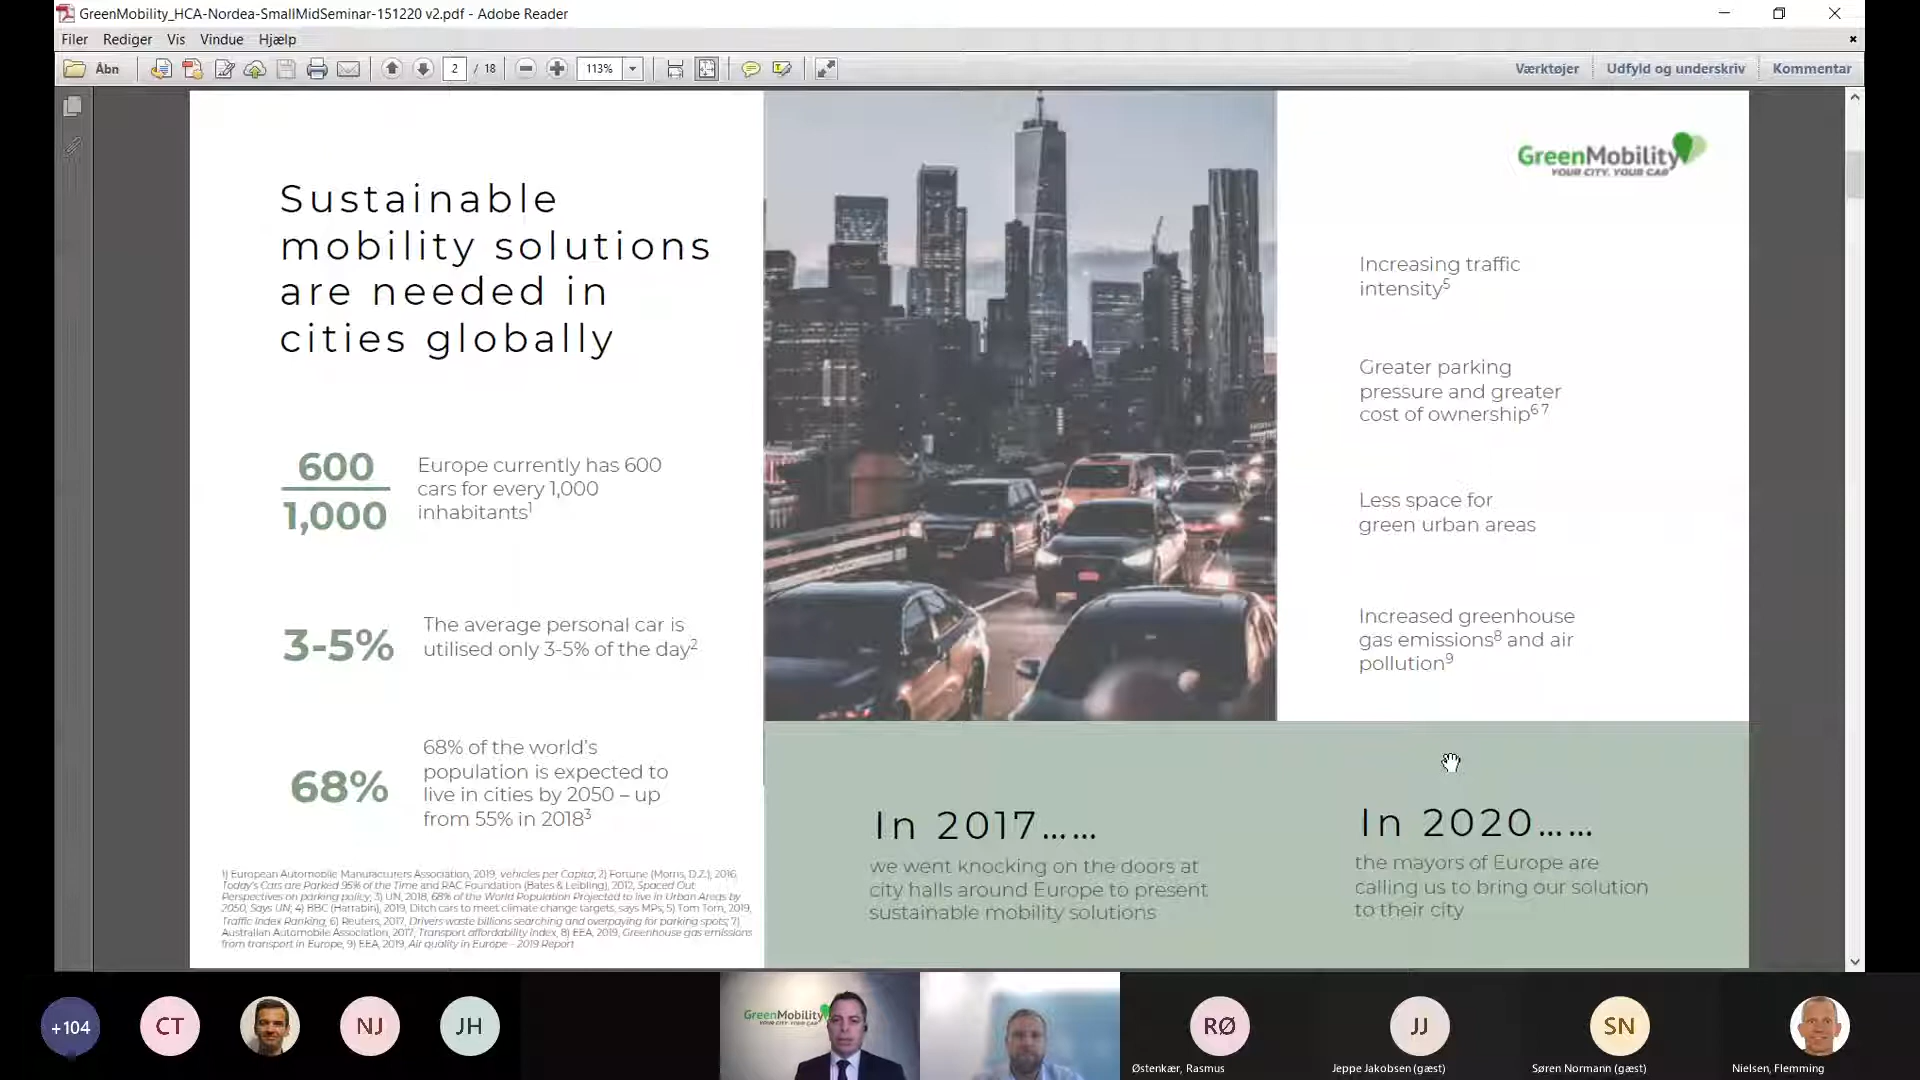 GreenMobility_HCA-Nordea-SmallMidSeminar-151220 v2.pdf - Adobe Reader
Filer Rediger Vis Vindue Hjælp
Åbn 2 / 18 113% Værktøjer Udfyld og underskriv Kommentar
Sustainable
mobility solutions
are needed in
cities globally
600
1,000
Europe currently has 600
cars for every 1,000
inhabitants1
3-5%
The average personal car is
utilised only 3-5% of the day2
68%
68% of the world's
population is expected to
live in cities by 2050 – up
from 55% in 20183
1) European Automobile Manufacturers Association, 2019, vehicles per Capita; 2) Fortune (Morris, D.Z.), 2016,
Today's Cars are Parked 95% of the Time and RAC Foundation (Bates & Leibling), 2012, Spaced Out
Perspectives on parking policy; 3) UN, 2018, 68% of the World Population Projected to live in Urban Areas by
2050, Says UN; 4) BBC (Harrabin), 2019, Ditch cars to meet climate change targets, says MPs; 5) Tom Tom, 2019,
Traffic Index Ranking; 6) Reuters, 2017, Drivers waste billions searching and overpaying for parking spots; 7)
Australian Automobile Association, 2017, Transport affordability index, 8) EEA, 2019, Greenhouse gas emissions
from transport in Europe, 9) EEA, 2019, Air quality in Europe - 2019 Report
GreenMobility
YOUR CITY. YOUR CAR
Increasing traffic
intensity5
Greater parking
pressure and greater
cost of ownership6 7
Less space for
green urban areas
Increased greenhouse
gas emissions8 and air
pollution9
In 2017......
we went knocking on the doors at
city halls around Europe to present
sustainable mobility solutions
In 2020......
the mayors of Europe are
calling us to bring our solution
to their city
+104 CT NJ JH
GreenMobility
YOUR CITY. YOUR CAR
RØ JJ SN
Østenkær, Rasmus Jeppe Jakobsen (gæst) Søren Normann (gæst) Nielsen, Flemming